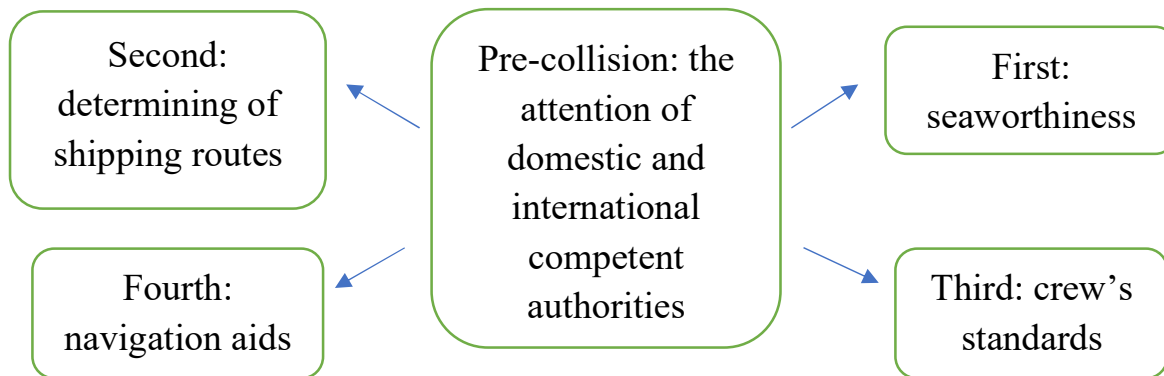 Second:
determining of
shipping routes
Pre-collision: the
attention of
domestic and
international
competent
authorities
First:
seaworthiness
Fourth:
navigation aids
Third: crew’s
standards